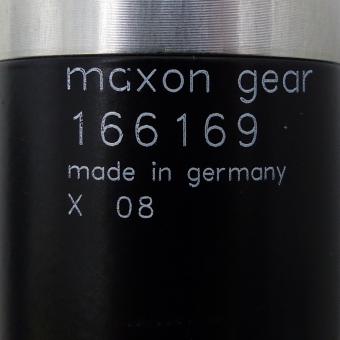 maxon gear
166169
made in germany
X 08